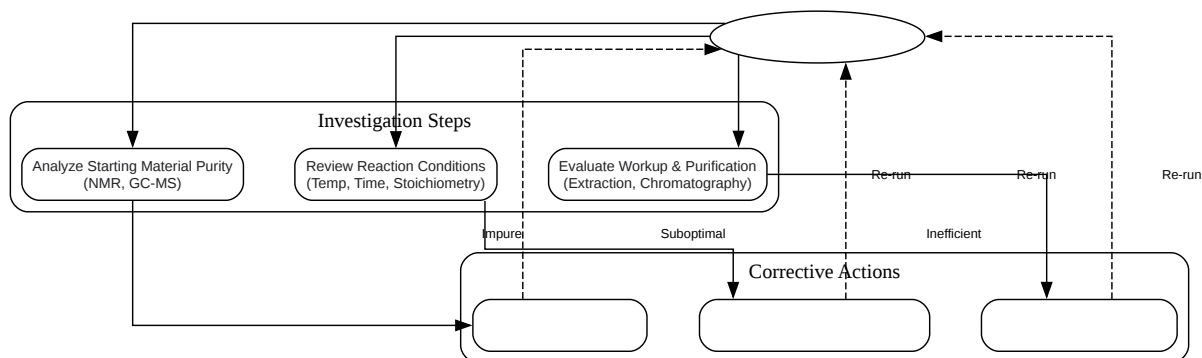 Investigation Steps
Analyze Starting Material Purity
(NMR, GC-MS)
Review Reaction Conditions
(Temp, Time, Stoichiometry)
Evaluate Workup & Purification
(Extraction, Chromatography)
Re-run
Re-run
Re-run
Impure
Suboptimal
Inefficient
Corrective Actions